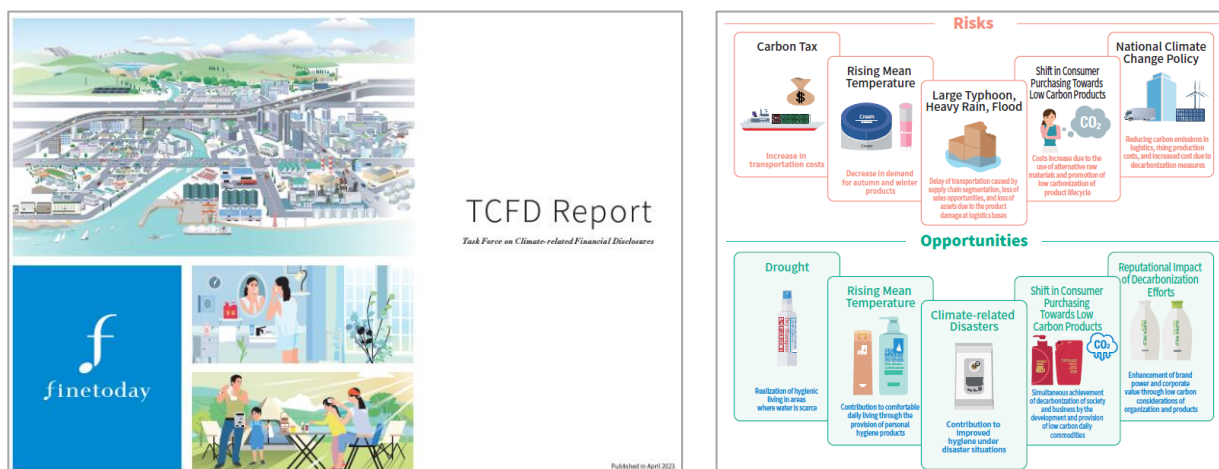 TCFD Report
Task Force on Climate-related Financial Disclosures
finetoday
Published in April 2023
Risks
Carbon Tax
Increase in
transportation costs
Rising Mean
Temperature
Cream
Decrease in demand
for autumn and winter
products
Large Typhoon,
Heavy Rain, Flood
Delay of transportation caused by
supply chain segmentation, loss of
sales opportunities, and loss of
assets due to the product
damage at logistics bases
Shift in Consumer
Purchasing Towards
Low Carbon Products
CO2
Costs increase due to the
use of alternative raw
materials and promotion of
low carbonization of
product lifecycle
National Climate
Change Policy
Reducing carbon emissions in
logistics, rising production
costs, and increased cost due to
decarbonization measures
Opportunities
Drought
Realization of hygienic
living in areas
where water is scarce
Rising Mean
Temperature
Contribution to comfortable
daily living through the
provision of personal
hygiene products
Climate-related
Disasters
Contribution to
improved
hygiene under
disaster situations
Shift in Consumer
Purchasing
Towards Low
Carbon Products
CO2
Simultaneous achievement
of decarbonization of society
and business by the
development and provision
of low carbon daily
commodities
Reputational Impact
of Decarbonization
Efforts
SUPER MiLD
SUPER MiLD
Enhancement of brand
power and corporate
value through low carbon
considerations of
organization and products